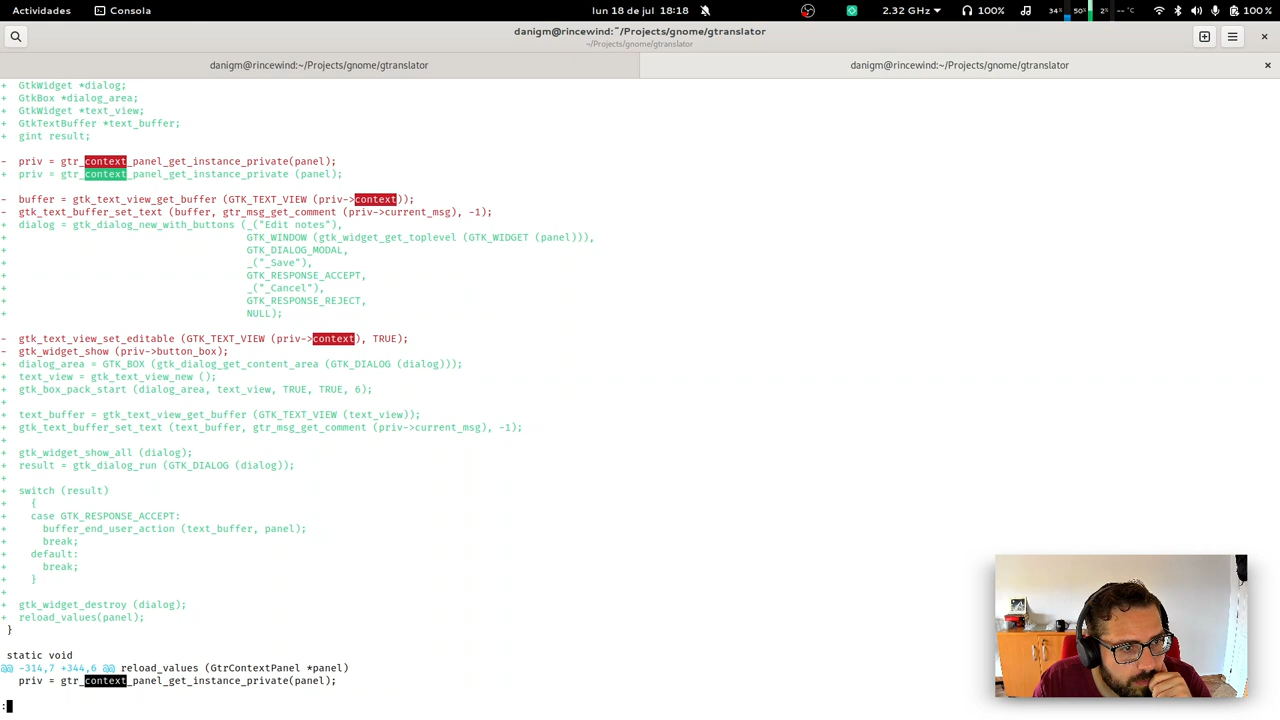 Actividades
Consola
lun 18 de jul 18:18
2.32 GHz
100%
34%
50%
2%
--°C
100 %
danigm@rincewind:~/Projects/gnome/gtranslator
~/Projects/gnome/gtranslator
danigm@rincewind:~/Projects/gnome/gtranslator
danigm@rincewind:~/Projects/gnome/gtranslator
+  GtkWidget *dialog;
+  GtkBox *dialog_area;
+  GtkWidget *text_view;
+  GtkTextBuffer *text_buffer;
+  gint result;
-  priv = gtr_context_panel_get_instance_private(panel);
+  priv = gtr_context_panel_get_instance_private (panel);
-  buffer = gtk_text_view_get_buffer (GTK_TEXT_VIEW (priv->context));
-  gtk_text_buffer_set_text (buffer, gtr_msg_get_comment (priv->current_msg), -1);
+  dialog = gtk_dialog_new_with_buttons (_("Edit notes"),
+                                        GTK_WINDOW (gtk_widget_get_toplevel (GTK_WIDGET (panel))),
+                                        GTK_DIALOG_MODAL,
+                                        _("_Save"),
+                                        GTK_RESPONSE_ACCEPT,
+                                        _("_Cancel"),
+                                        GTK_RESPONSE_REJECT,
+                                        NULL);
-  gtk_text_view_set_editable (GTK_TEXT_VIEW (priv->context), TRUE);
-  gtk_widget_show (priv->button_box);
+  dialog_area = GTK_BOX (gtk_dialog_get_content_area (GTK_DIALOG (dialog)));
+  text_view = gtk_text_view_new ();
+  gtk_box_pack_start (dialog_area, text_view, TRUE, TRUE, 6);
+
+  text_buffer = gtk_text_view_get_buffer (GTK_TEXT_VIEW (text_view));
+  gtk_text_buffer_set_text (text_buffer, gtr_msg_get_comment (priv->current_msg), -1);
+
+  gtk_widget_show_all (dialog);
+  result = gtk_dialog_run (GTK_DIALOG (dialog));
+
+  switch (result)
+    {
+    case GTK_RESPONSE_ACCEPT:
+      buffer_end_user_action (text_buffer, panel);
+      break;
+    default:
+      break;
+    }
+
+  gtk_widget_destroy (dialog);
+  reload_values(panel);
 }
 static void
@@ -314,7 +344,6 @@ reload_values (GtrContextPanel *panel)
   priv = gtr_context_panel_get_instance_private(panel);
: